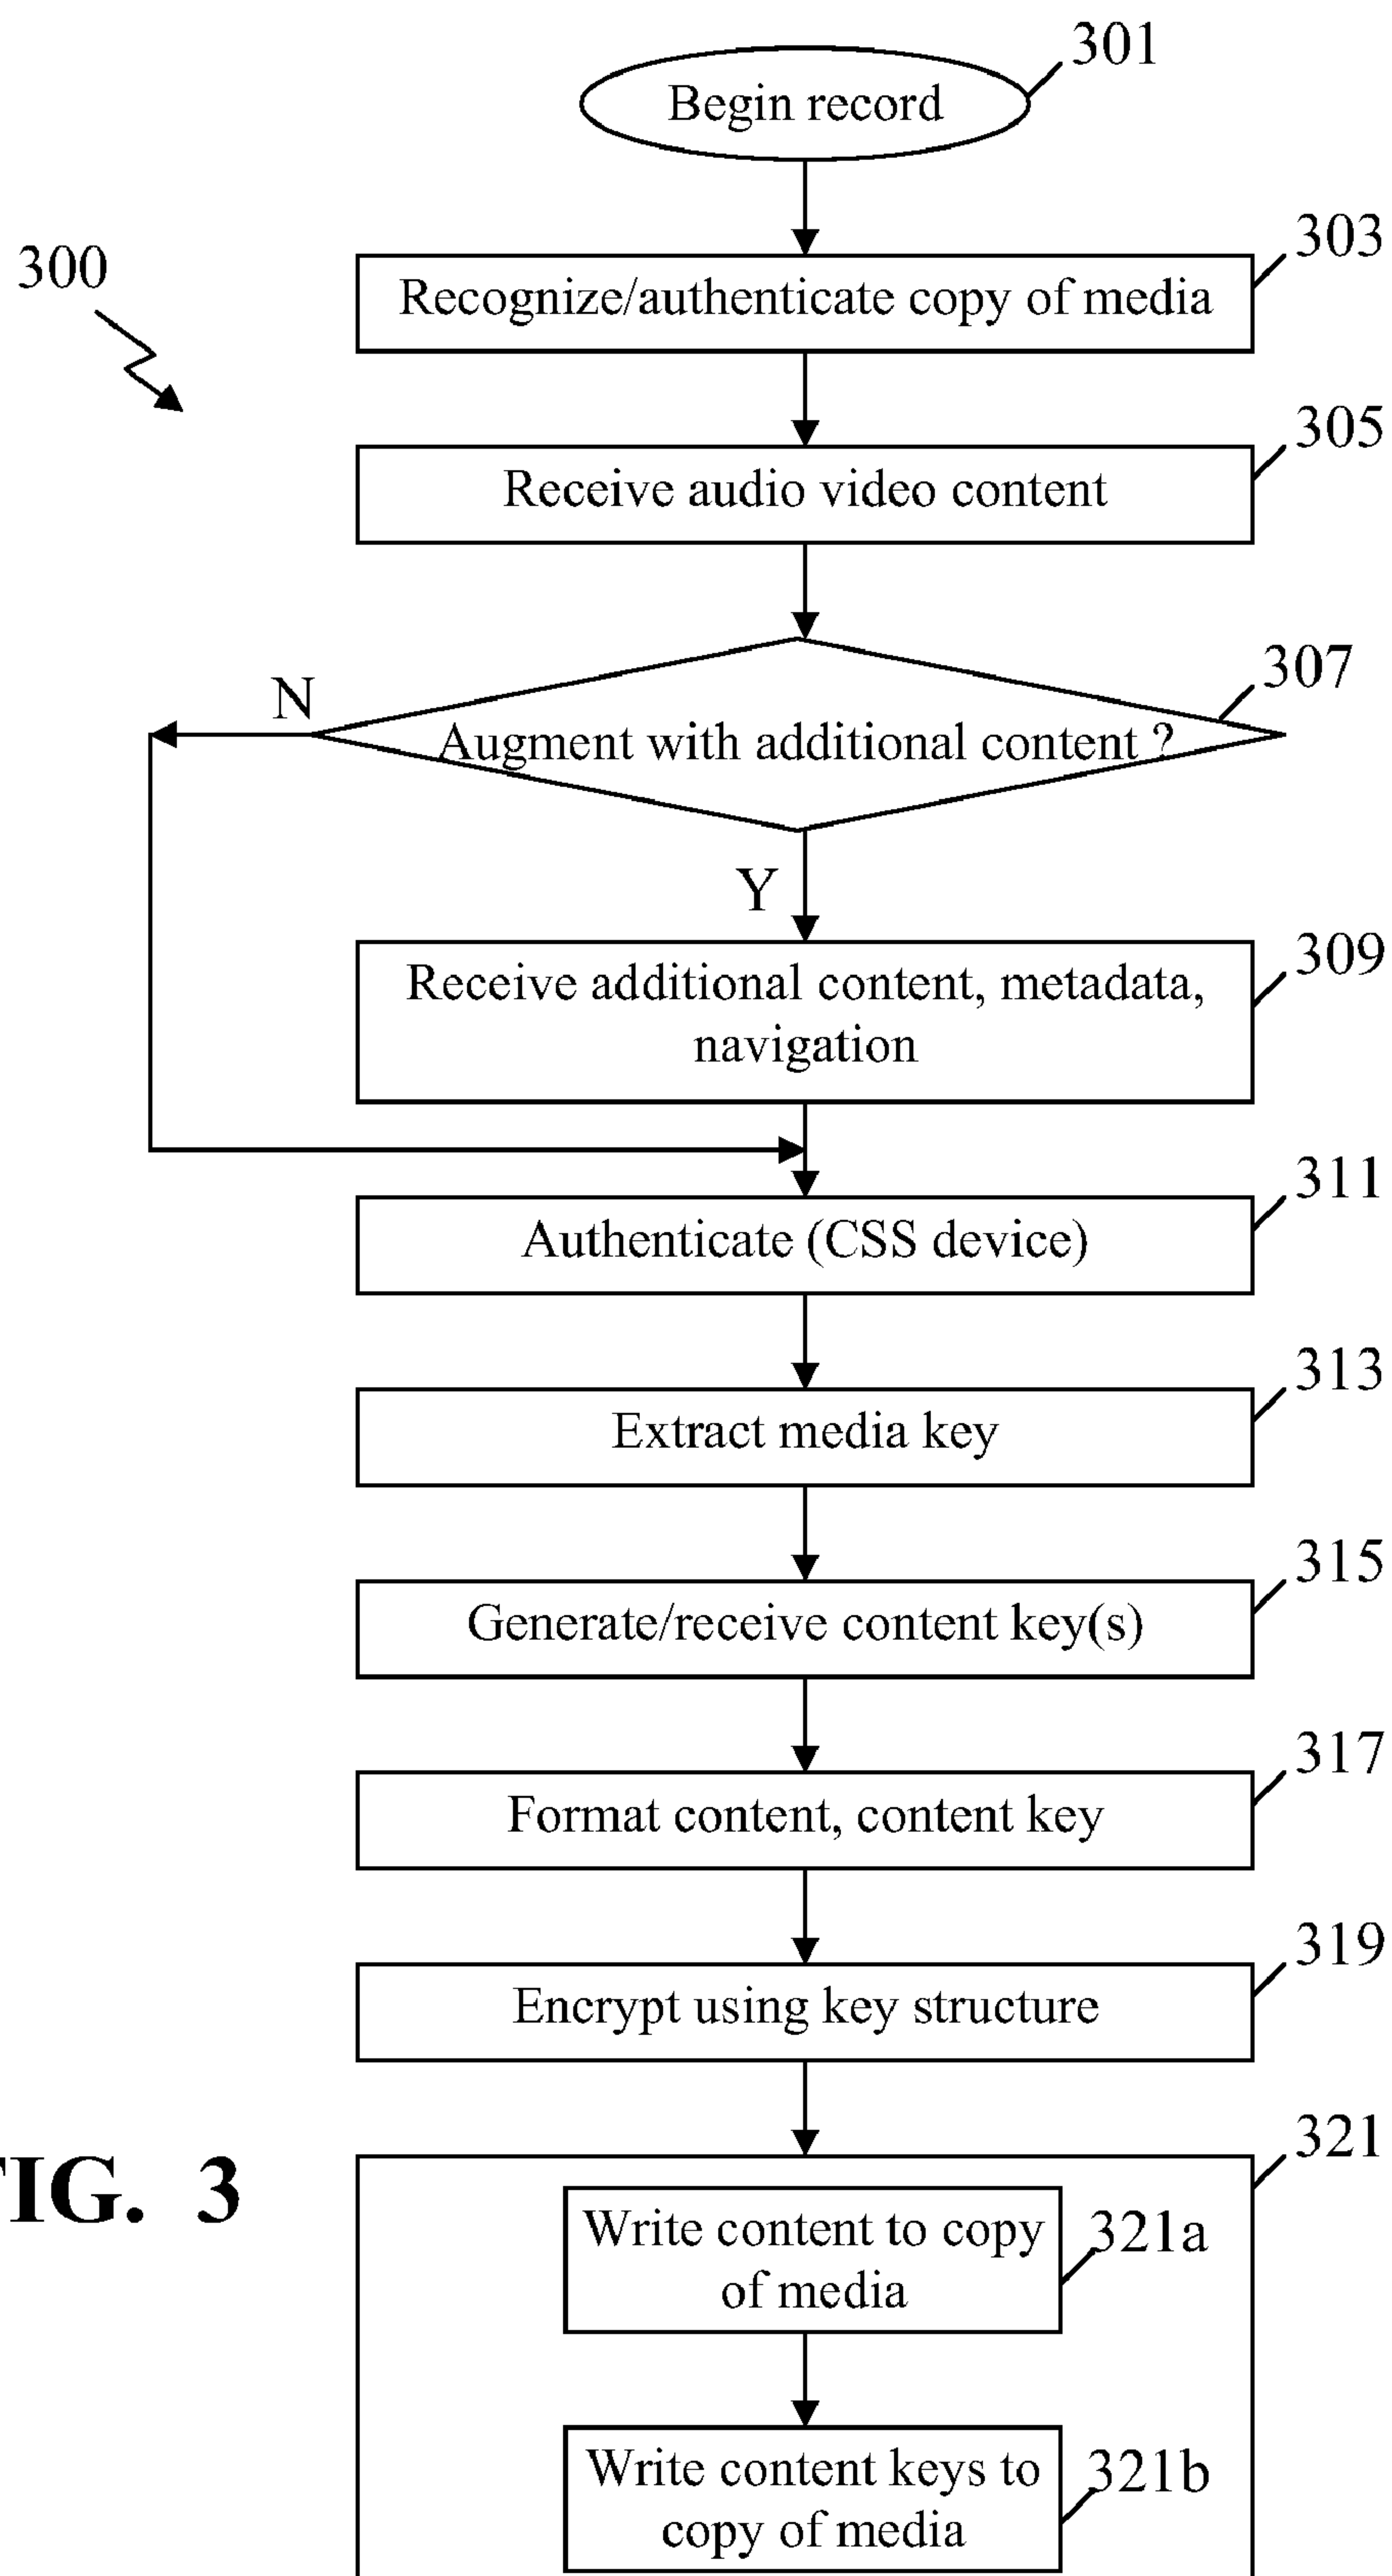 301
Begin record
303
300
Recognize/authenticate copy of media
305
Receive audio video content
307
N
Augment with additional content ?
Y
309
Receive additional content, metadata,
navigation
311
Authenticate (CSS device)
313
Extract media key
315
Generate/receive content key(s)
317
Format content, content key
319
Encrypt using key structure
321
IG. 3
Write content to copy
of media
321a
Write content keys to
copy of media
321b